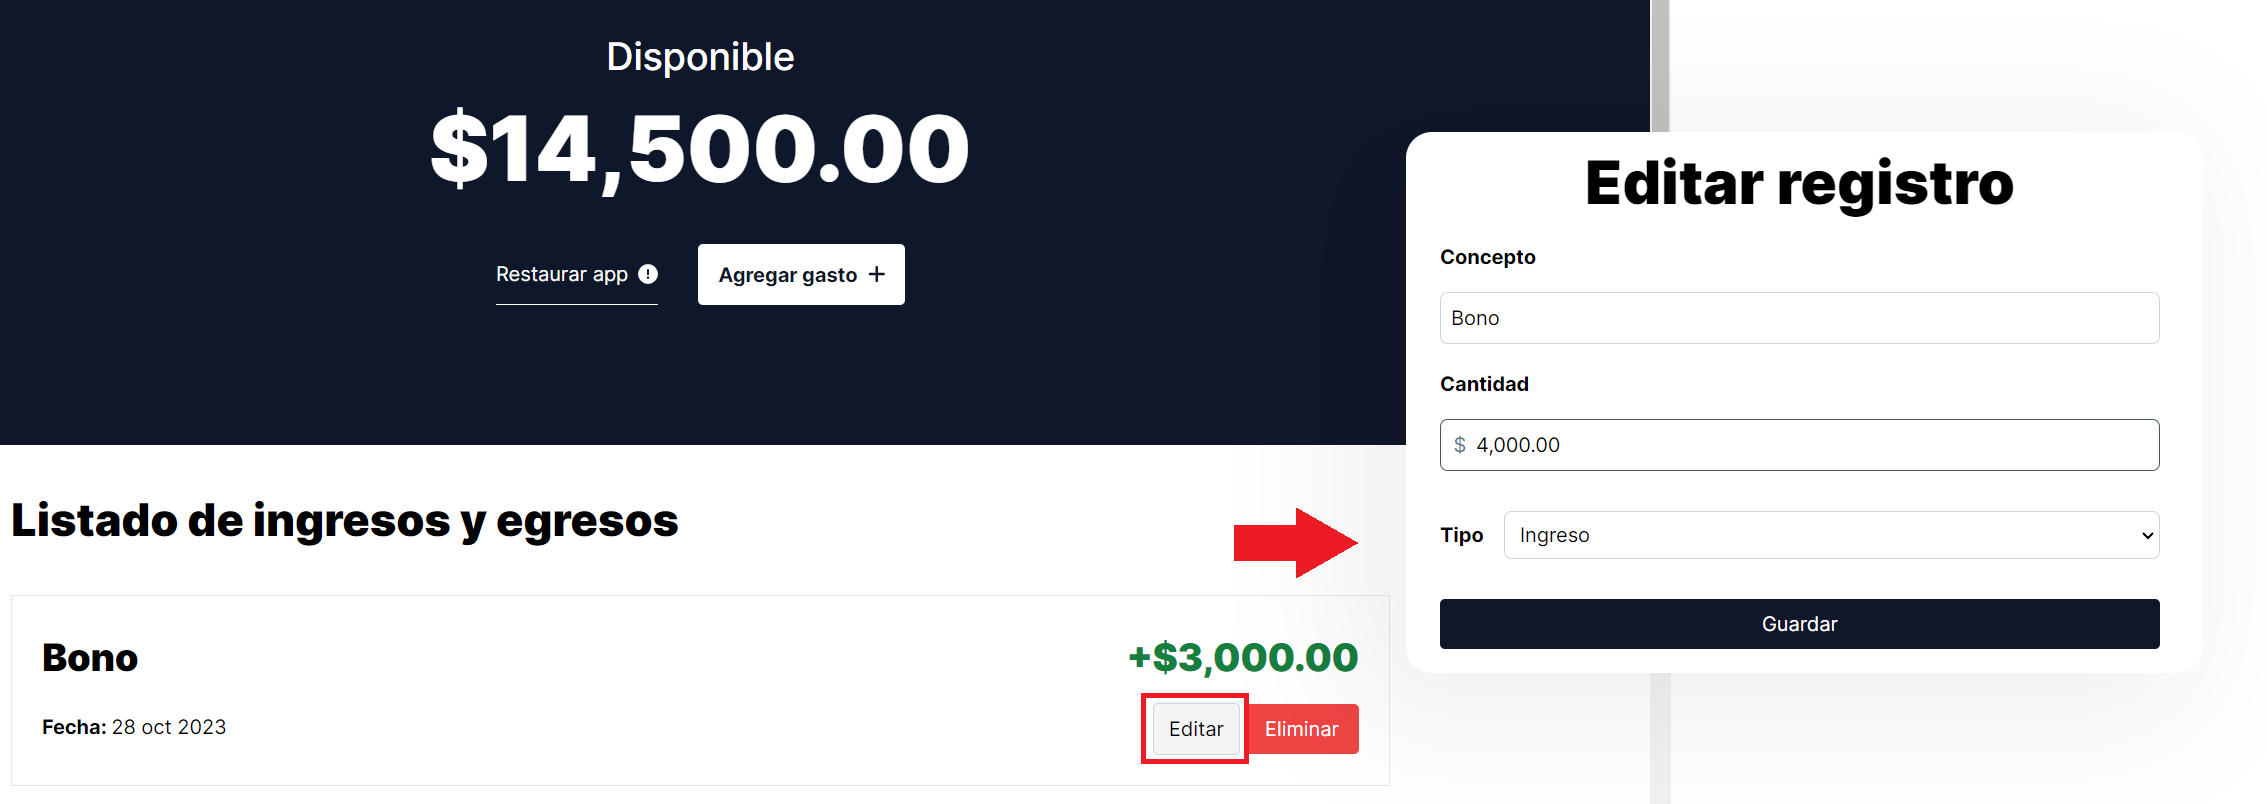 Disponible
$14,500.00
Restaurar app
Agregar gasto +
Listado de ingresos y egresos
Bono
+$3,000.00
Fecha: 28 oct 2023
Editar
Eliminar
Editar registro
Concepto
Bono
Cantidad
$ 4,000.00
Tipo
Ingreso
Guardar